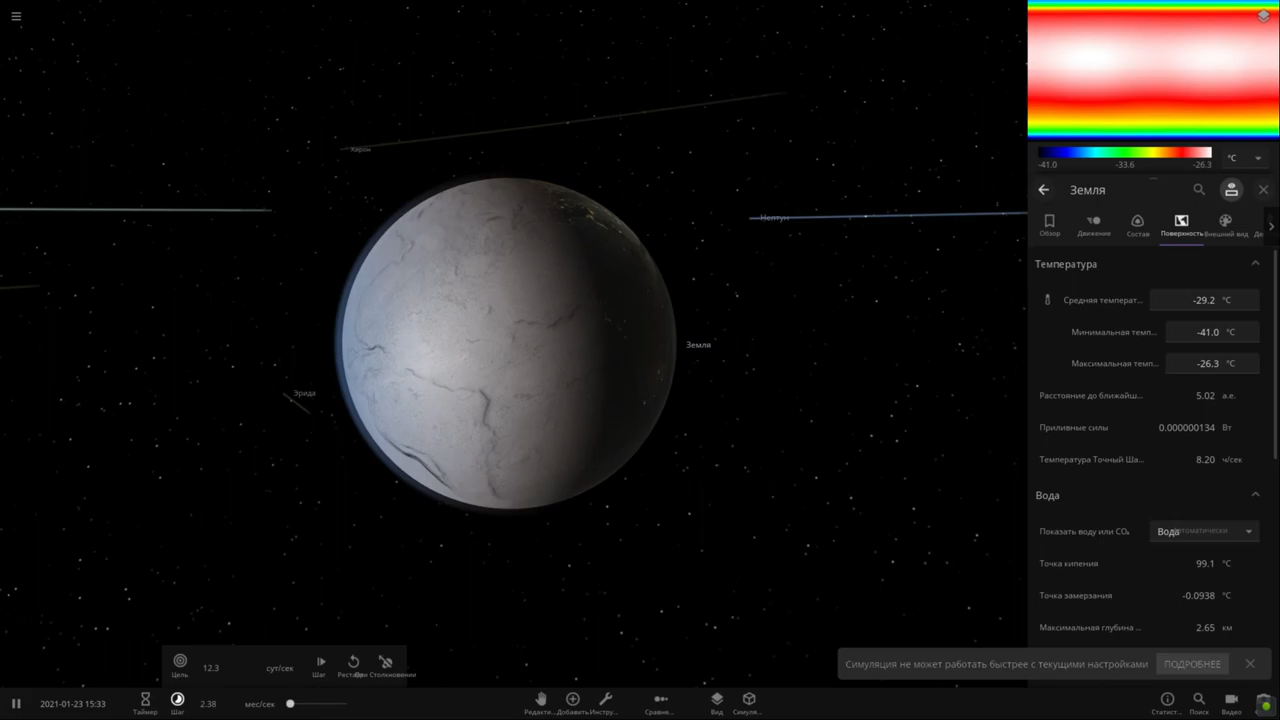 -41.0
-33.6
-26.3
°C
Земля
Обзор
Движение
Состав
Поверхность
Внешний вид
Температура
Средняя температ...
-29.2 °C
Минимальная темп...
-41.0 °C
Максимальная темп...
-26.3 °C
Расстояние до ближайш...
5.02 а.е.
Приливные силы
0.000000134 Вт
Температура Точный Ша...
8.20 ч/сек
Вода
Показать воду или CO₂
Вода
Точка кипения
99.1 °C
Точка замерзания
-0.0938 °C
Максимальная глубина ...
2.65 км
Хирон
Нептун
Земля
Эрида
Симуляция не может работать быстрее с текущими настройками
ПОДРОБНЕЕ
Цель
12.3 сут/сек
Шаг
Столкновении
2021-01-23 15:33
Таймер
Шаг
2.38 мес/сек
Редакти...
Добавить
Инстру...
Сравне...
Вид
Симуля...
Статист...
Поиск
Видео